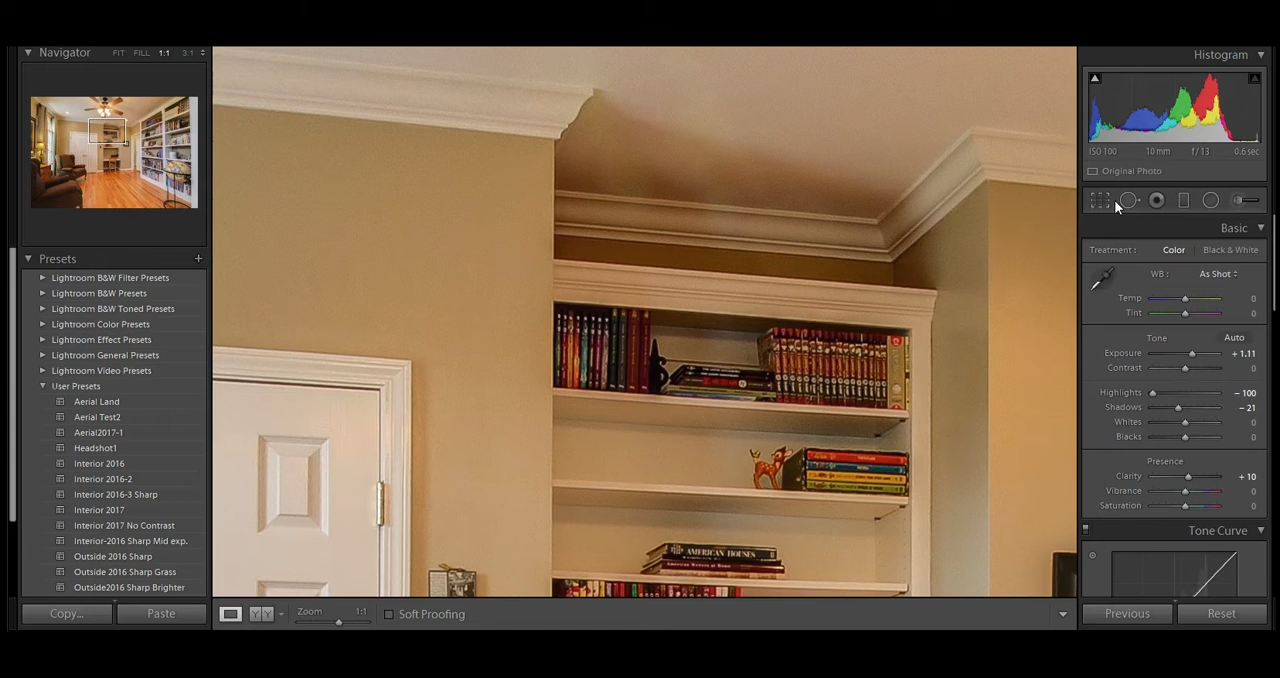 Navigator FIT FILL 1:1 3:1
Presets +
Lightroom B&W Filter Presets
Lightroom B&W Presets
Lightroom B&W Toned Presets
Lightroom Color Presets
Lightroom Effect Presets
Lightroom General Presets
Lightroom Video Presets
User Presets
Aerial Land
Aerial Test2
Aerial2017-1
Headshot1
Interior 2016
Interior 2016-2
Interior 2016-3 Sharp
Interior 2017
Interior 2017 No Contrast
Interior-2016 Sharp Mid exp.
Outside 2016 Sharp
Outside 2016 Sharp Grass
Outside2016 Sharp Brighter
Copy... Paste
AMERICAN HOUSES
American Writers at Home
Y Y Zoom 1:1 Soft Proofing
Histogram
ISO 100 10 mm f / 13 0.6 sec
Original Photo
Basic
Treatment : Color Black & White
WB : As Shot
Temp 0
Tint 0
Tone Auto
Exposure + 1.11
Contrast 0
Highlights − 100
Shadows − 21
Whites 0
Blacks 0
Presence
Clarity + 10
Vibrance 0
Saturation 0
Tone Curve
Previous Reset